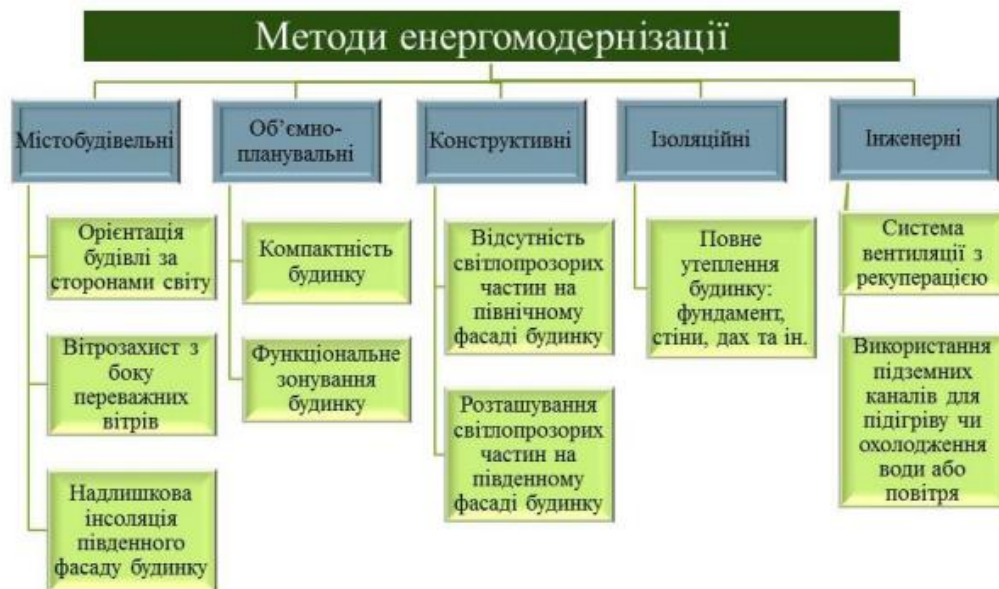 Методи енергомодернізації
Містобудівельні
Орієнтація
будівлі за
сторонами світу
Вітрозахист з
боку
переважних
вітрів
Надлишкова
інсоляція
південного
фасаду будинку
Об’ємно-
планувальні
Компактність
будинку
Функціональне
зонування
будинку
Конструктивні
Відсутність
світлопрозорих
частин на
північному
фасаді будинку
Розташування
світлопрозорих
частин на
південному
фасаді будинку
Ізоляційні
Повне
утеплення
будинку:
фундамент,
стіни, дах та ін.
Інженерні
Система
вентиляції з
рекуперацією
Використання
підземних
каналів для
підігріву чи
охолодження
води або
повітря